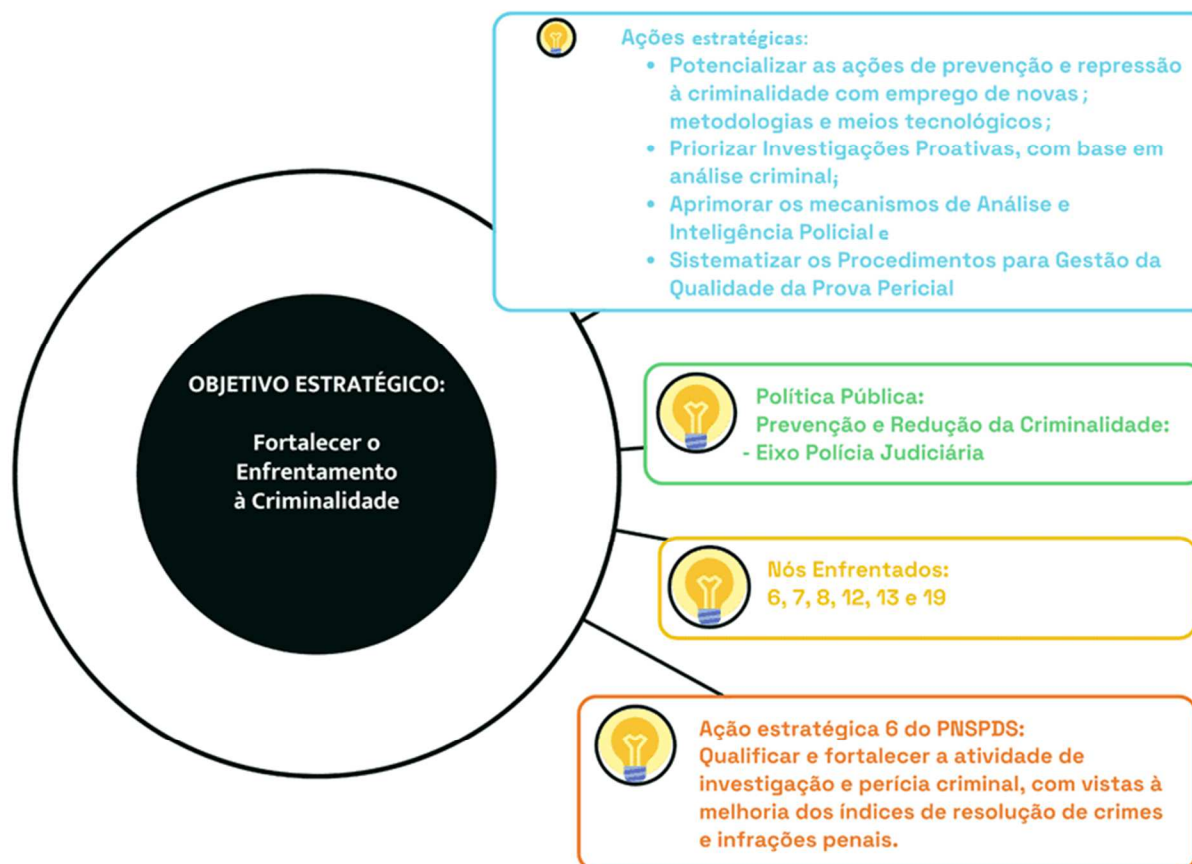 Ações estratégicas:
• Potencializar as ações de prevenção e repressão
à criminalidade com emprego de novas;
metodologias e meios tecnológicos;
• Priorizar Investigações Proativas, com base em
análise criminal;
• Aprimorar os mecanismos de Análise e
Inteligência Policial e
• Sistematizar os Procedimentos para Gestão da
Qualidade da Prova Pericial
OBJETIVO ESTRATÉGICO:
Fortalecer o
Enfrentamento
à Criminalidade
Política Pública:
Prevenção e Redução da Criminalidade:
- Eixo Polícia Judiciária
Nós Enfrentados:
6, 7, 8, 12, 13 e 19
Ação estratégica 6 do PNSPDS:
Qualificar e fortalecer a atividade de
investigação e perícia criminal, com vistas à
melhoria dos índices de resolução de crimes
e infrações penais.